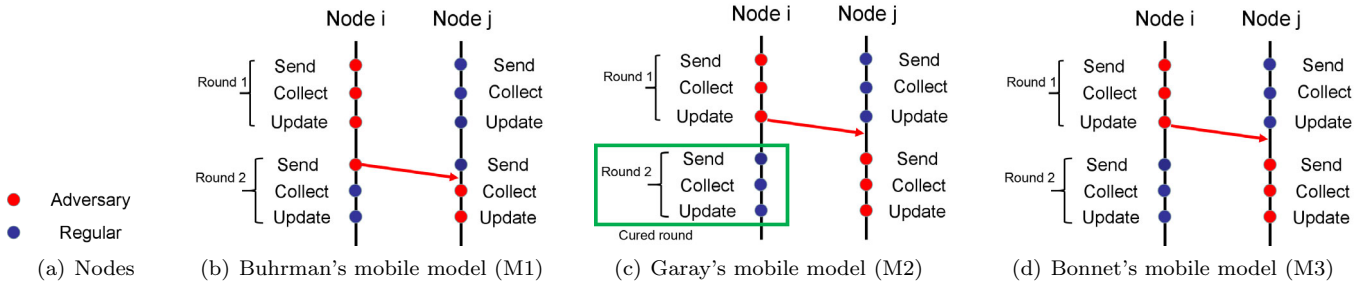 Adversary
Regular
(a) Nodes
Node i Node j
Round 1
Send Send
Collect Collect
Update Update
Round 2
Send Send
Collect Collect
Update Update
(b) Buhrman's mobile model (M1)
Node i Node j
Round 1
Send Send
Collect Collect
Update Update
Round 2
Send Send
Collect Collect
Update Update
Cured round
(c) Garay's mobile model (M2)
Node i Node j
Round 1
Send Send
Collect Collect
Update Update
Round 2
Send Send
Collect Collect
Update Update
(d) Bonnet's mobile model (M3)